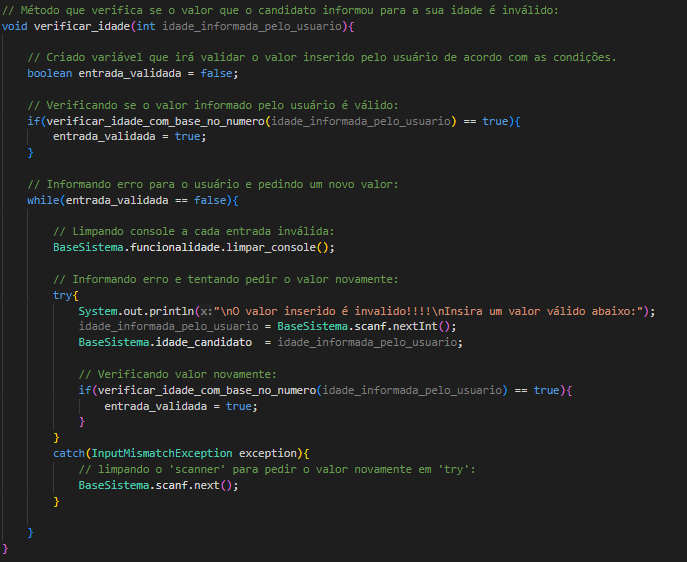 // Método que verifica se o valor que o candidato informou para a sua idade é inválido:
void verificar_idade(int idade_informada_pelo_usuario){
// Criado variável que irá validar o valor inserido pelo usuário de acordo com as condições.
boolean entrada_validada = false;
// Verificando se o valor informado pelo usuário é válido:
if(verificar_idade_com_base_no_numero(idade_informada_pelo_usuario) == true){
entrada_validada = true;
}
// Informando erro para o usuário e pedindo um novo valor:
while(entrada_validada == false){
// Limpando console a cada entrada inválida:
BaseSistema.funcionalidade.limpar_console();
// Informando erro e tentando pedir o valor novamente:
try{
System.out.println(x:"\nO valor inserido é invalido!!!!\nInsira um valor válido abaixo:");
idade_informada_pelo_usuario = BaseSistema.scanf.nextInt();
BaseSistema.idade_candidato  = idade_informada_pelo_usuario;
// Verificando valor novamente:
if(verificar_idade_com_base_no_numero(idade_informada_pelo_usuario) == true){
entrada_validada = true;
}
}
catch(InputMismatchException exception){
// limpando o 'scanner' para pedir o valor novamente em 'try':
BaseSistema.scanf.next();
}
}
}